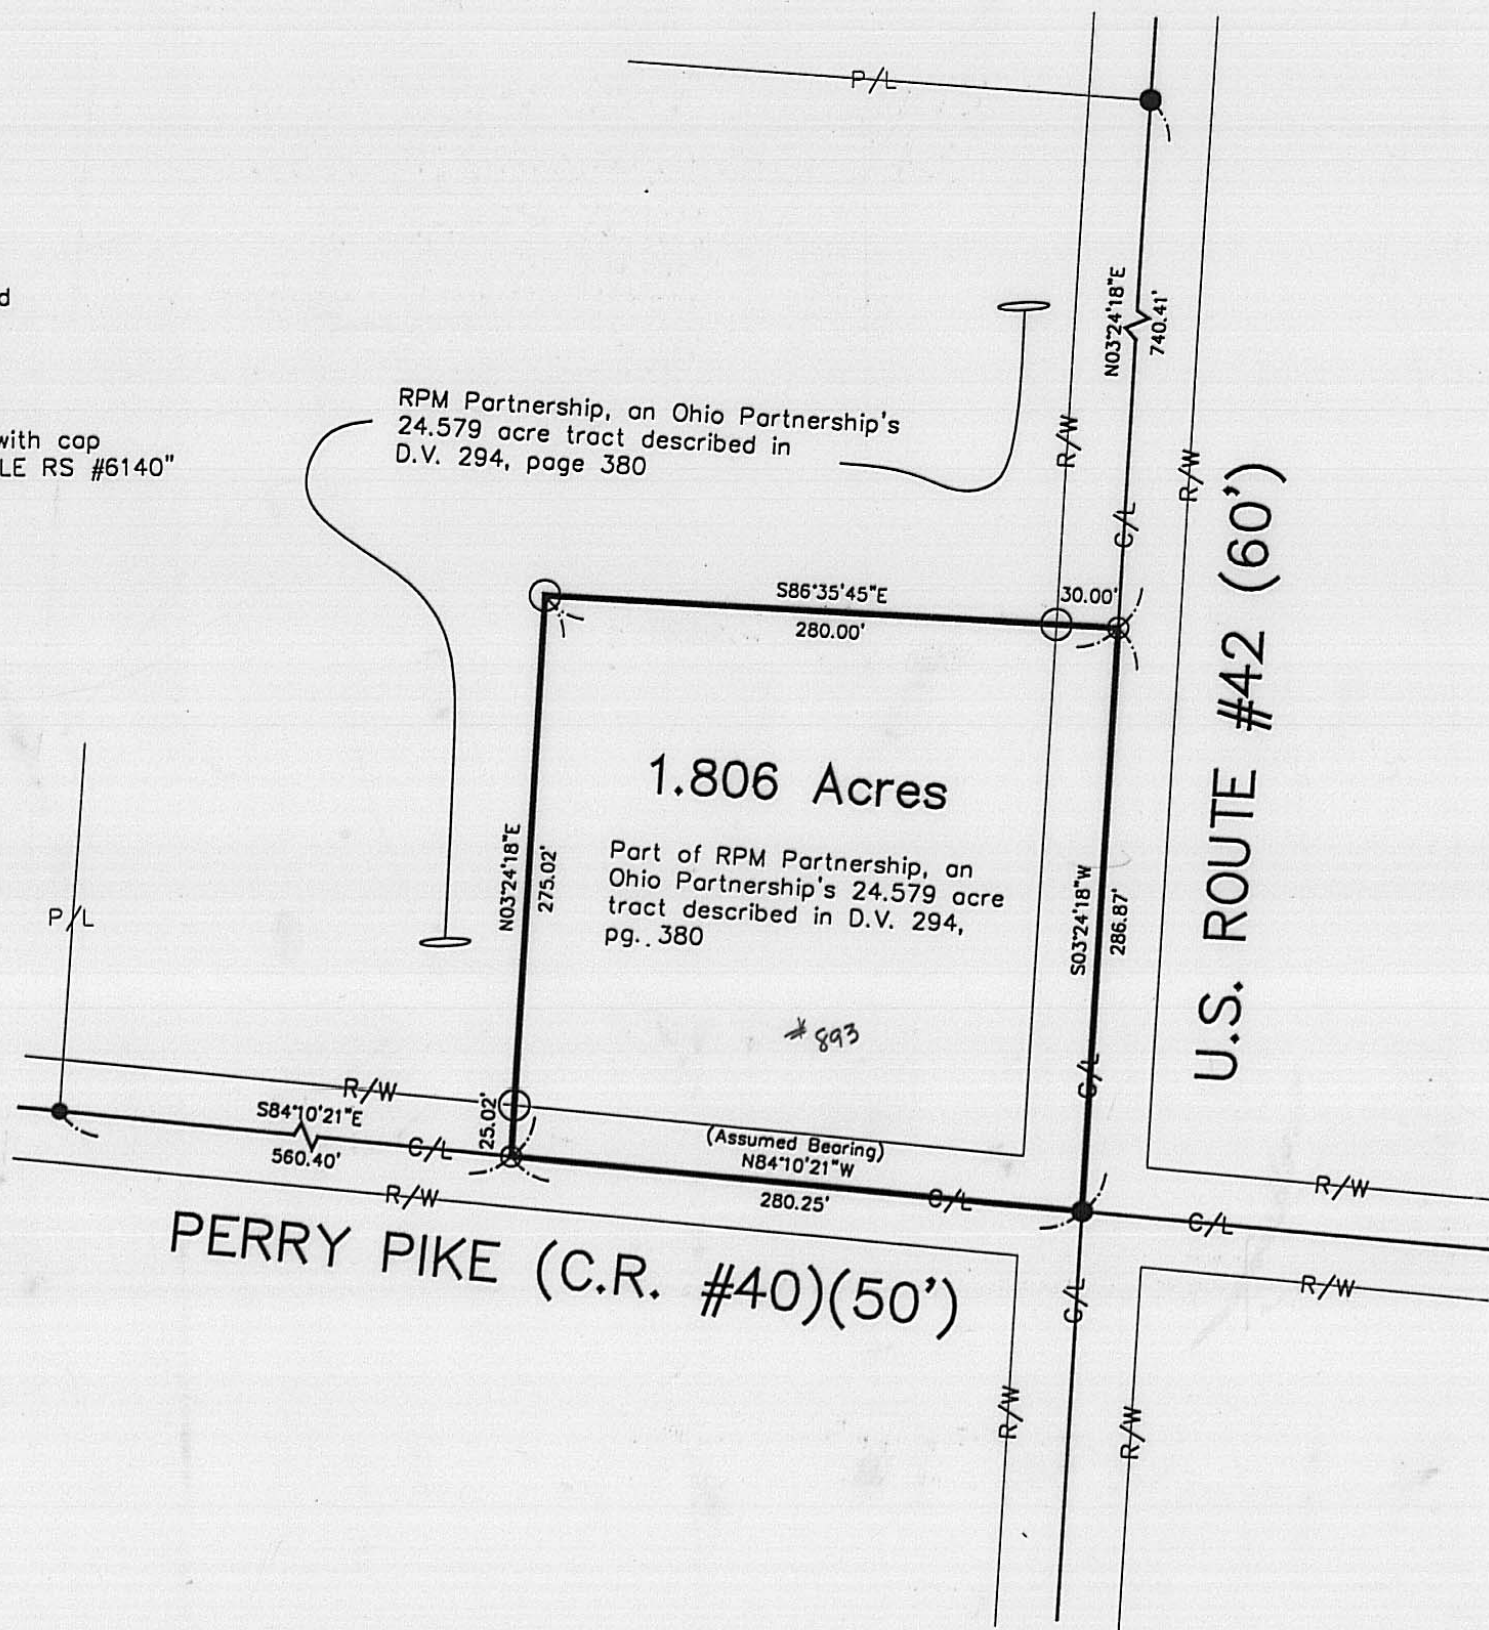 P/L
d
with cap
LE RS #6140"
RPM Partnership, an Ohio Partnership's
24.579 acre tract described in
D.V. 294, page 380
N03°24'18"E
740.41'
R/W
R/W
C/L
U.S. ROUTE #42 (60')
S86°35'45"E
280.00'
30.00'
1.806 Acres
Part of RPM Partnership, an
Ohio Partnership's 24.579 acre
tract described in D.V. 294,
pg. 380
#893
N03°24'18"E
275.02'
S03°24'18"W
286.87'
C/L
P/L
R/W
S84°10'21"E
560.40'
C/L
25.02'
(Assumed Bearing)
N84°10'21"W
280.25'
C/L
R/W
PERRY PIKE (C.R. #40)(50')
R/W
C/L
R/W
C/L
R/W
R/W